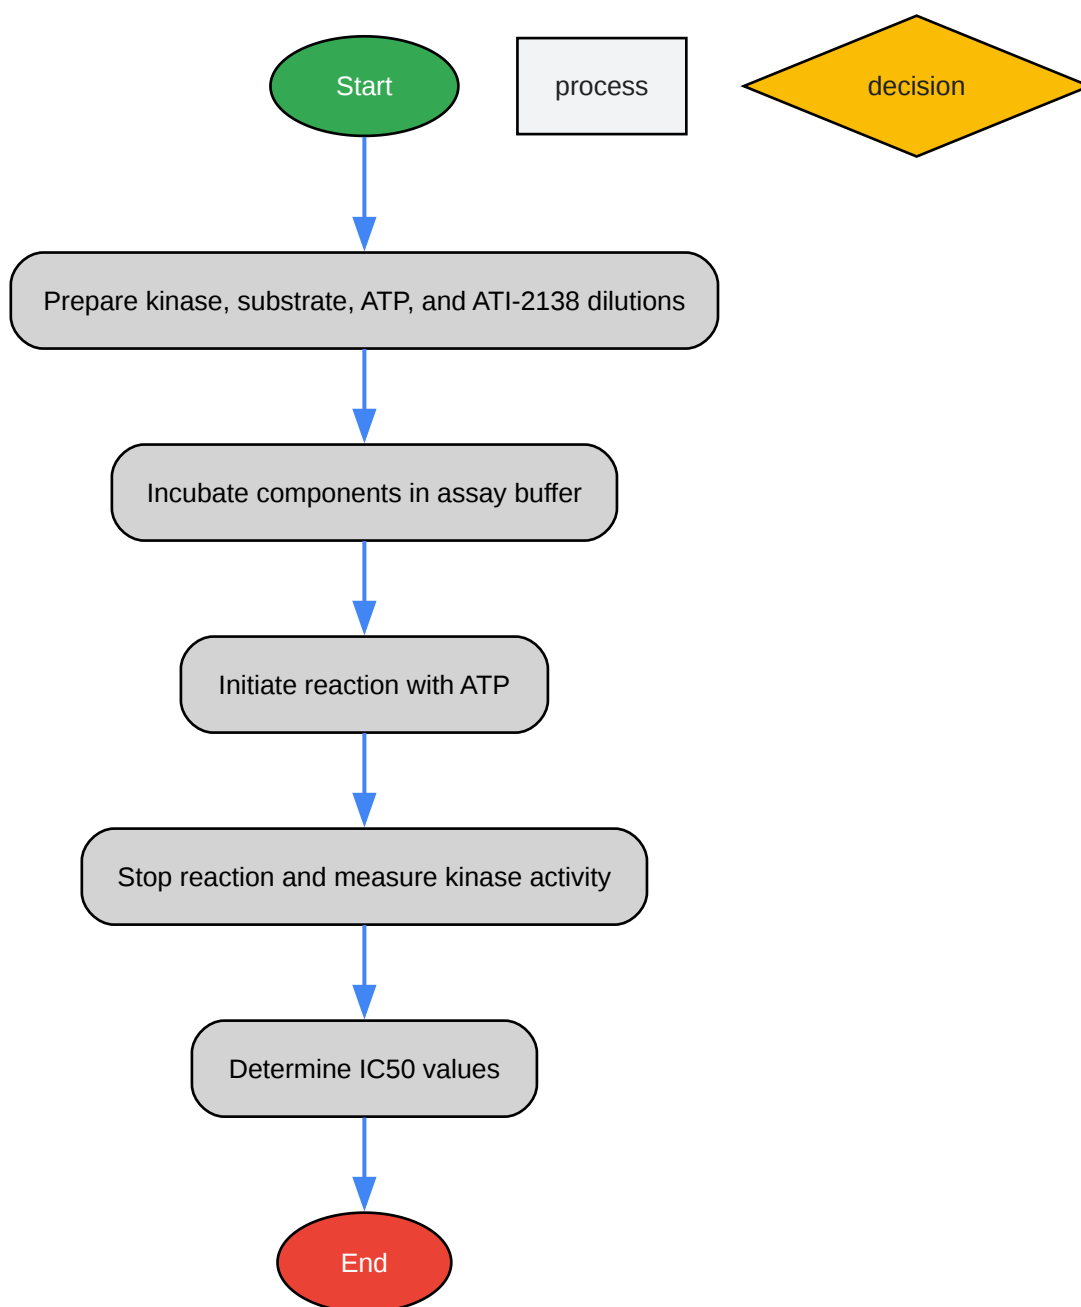 Start
process
decision
Prepare kinase, substrate, ATP, and ATI-2138 dilutions
Incubate components in assay buffer
Initiate reaction with ATP
Stop reaction and measure kinase activity
Determine IC50 values
End